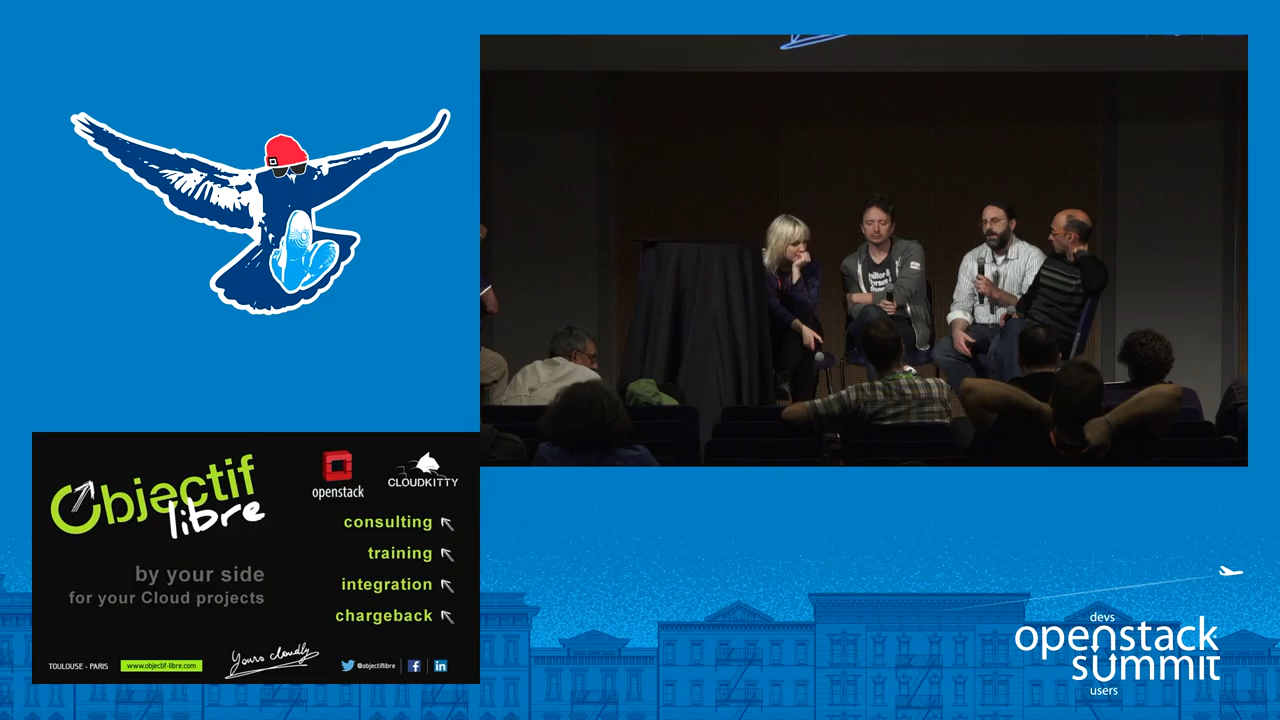 Objectif
libre
by your side
for your Cloud projects
openstack
CLOUDKITTY
consulting
training
integration
chargeback
TOULOUSE - PARIS
www.objectif-libre.com
Yours cloudly
@objectiflibre
devs
openstack
summit
users